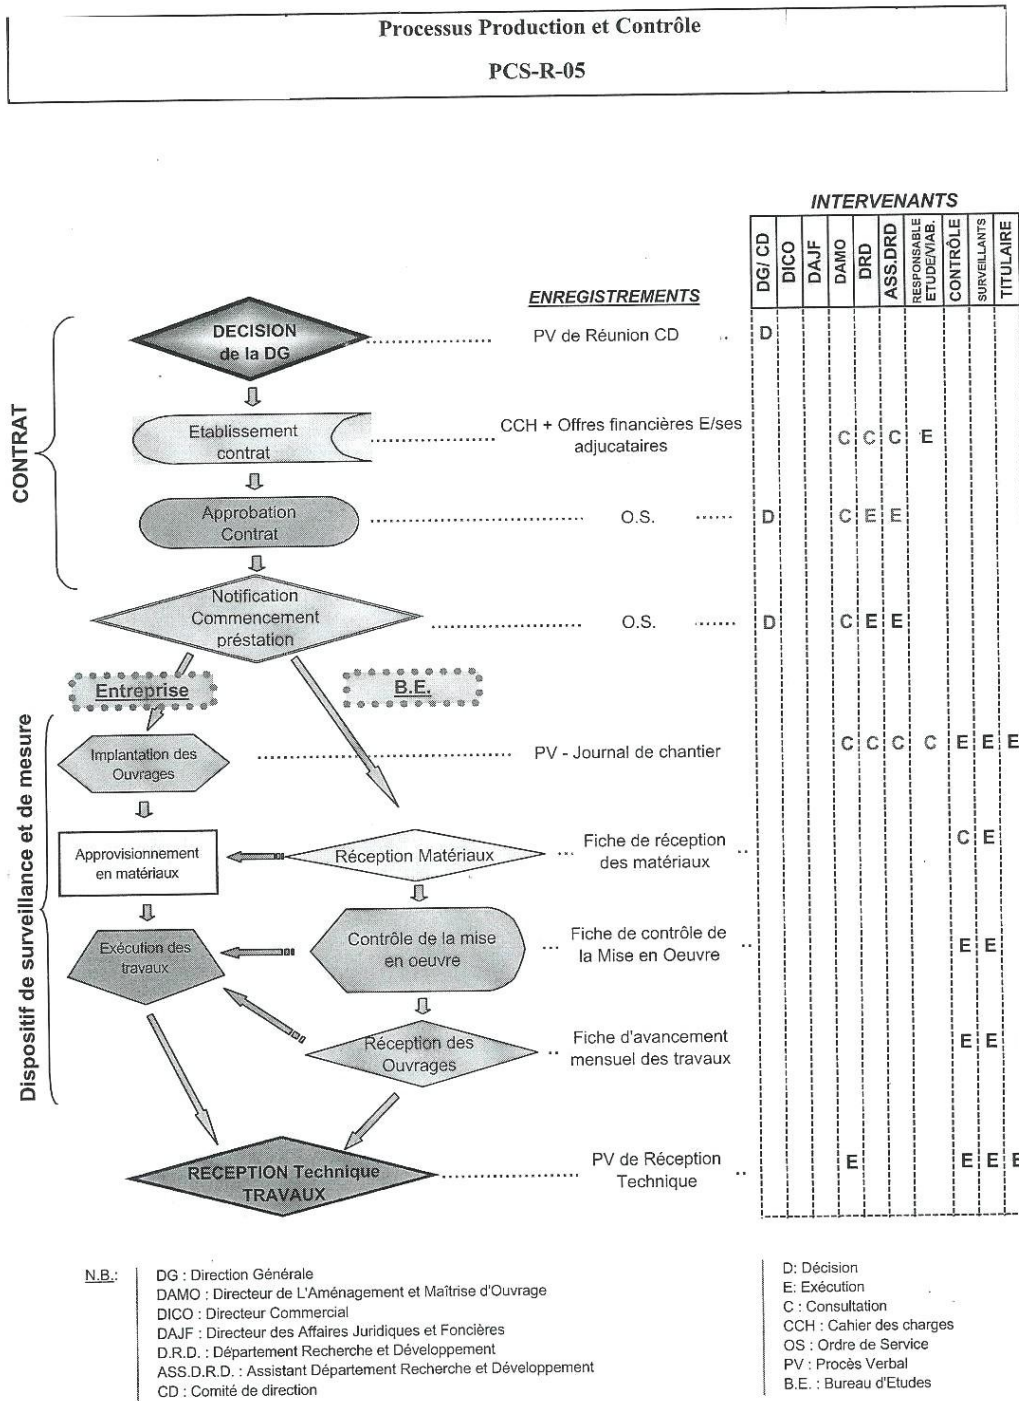 Processus Production et Contrôle
PCS-R-05
INTERVENANTS
DG/ CD
DICO
DAJF
DAMO
DRD
ASS.DRD
RESPONSABLE
ETUDE/VIAB.
CONTRÔLE
SURVEILLANTS
TITULAIRE
ENREGISTREMENTS
CONTRAT
DECISION
de la DG
PV de Réunion CD
D
Etablissement
contrat
CCH + Offres financières E/ses
adjucataires
C C C E
Approbation
Contrat
O.S.
D C E E
Notification
Commencement
préstation
O.S.
D C E E
Entreprise
B.E.
Dispositif de surveillance et de mesure
Implantation des
Ouvrages
PV - Journal de chantier
C C C C E E E
Approvisionnement
en matériaux
Réception Matériaux
Fiche de réception
des matériaux
C E
Exécution des
travaux
Contrôle de la mise
en oeuvre
Fiche de contrôle de
la Mise en Oeuvre
E E
Réception des
Ouvrages
Fiche d'avancement
mensuel des travaux
E E
RECEPTION Technique
TRAVAUX
PV de Réception
Technique
E E E E
N.B.:
DG : Direction Générale
DAMO : Directeur de L'Aménagement et Maîtrise d'Ouvrage
DICO : Directeur Commercial
DAJF : Directeur des Affaires Juridiques et Foncières
D.R.D. : Département Recherche et Développement
ASS.D.R.D. : Assistant Département Recherche et Développement
CD : Comité de direction
D: Décision
E: Exécution
C : Consultation
CCH : Cahier des charges
OS : Ordre de Service
PV : Procès Verbal
B.E. : Bureau d'Etudes